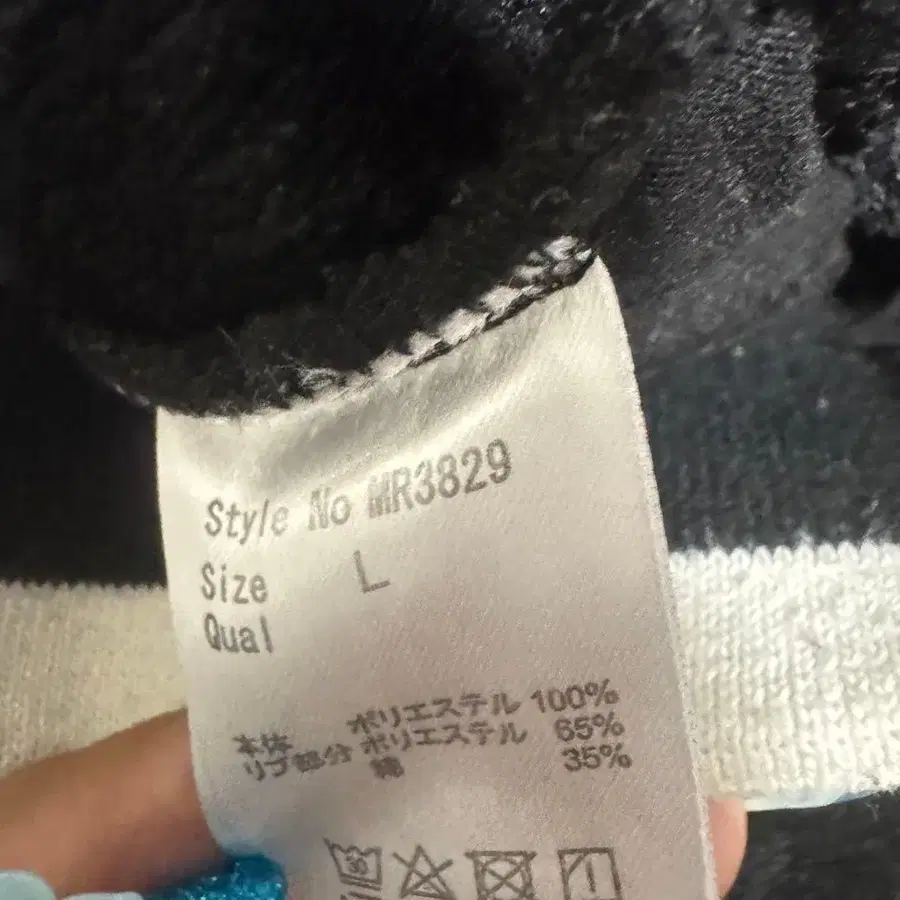 Style No MR3829
Size L
Qual
本体 ポリエステル 100%
リブ部分 ポリエステル 65%
綿 35%